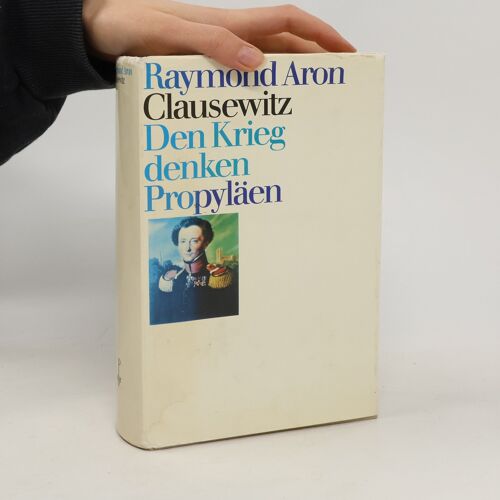 Raymond Aron
Clausewitz
Den Krieg
denken
Propyläen